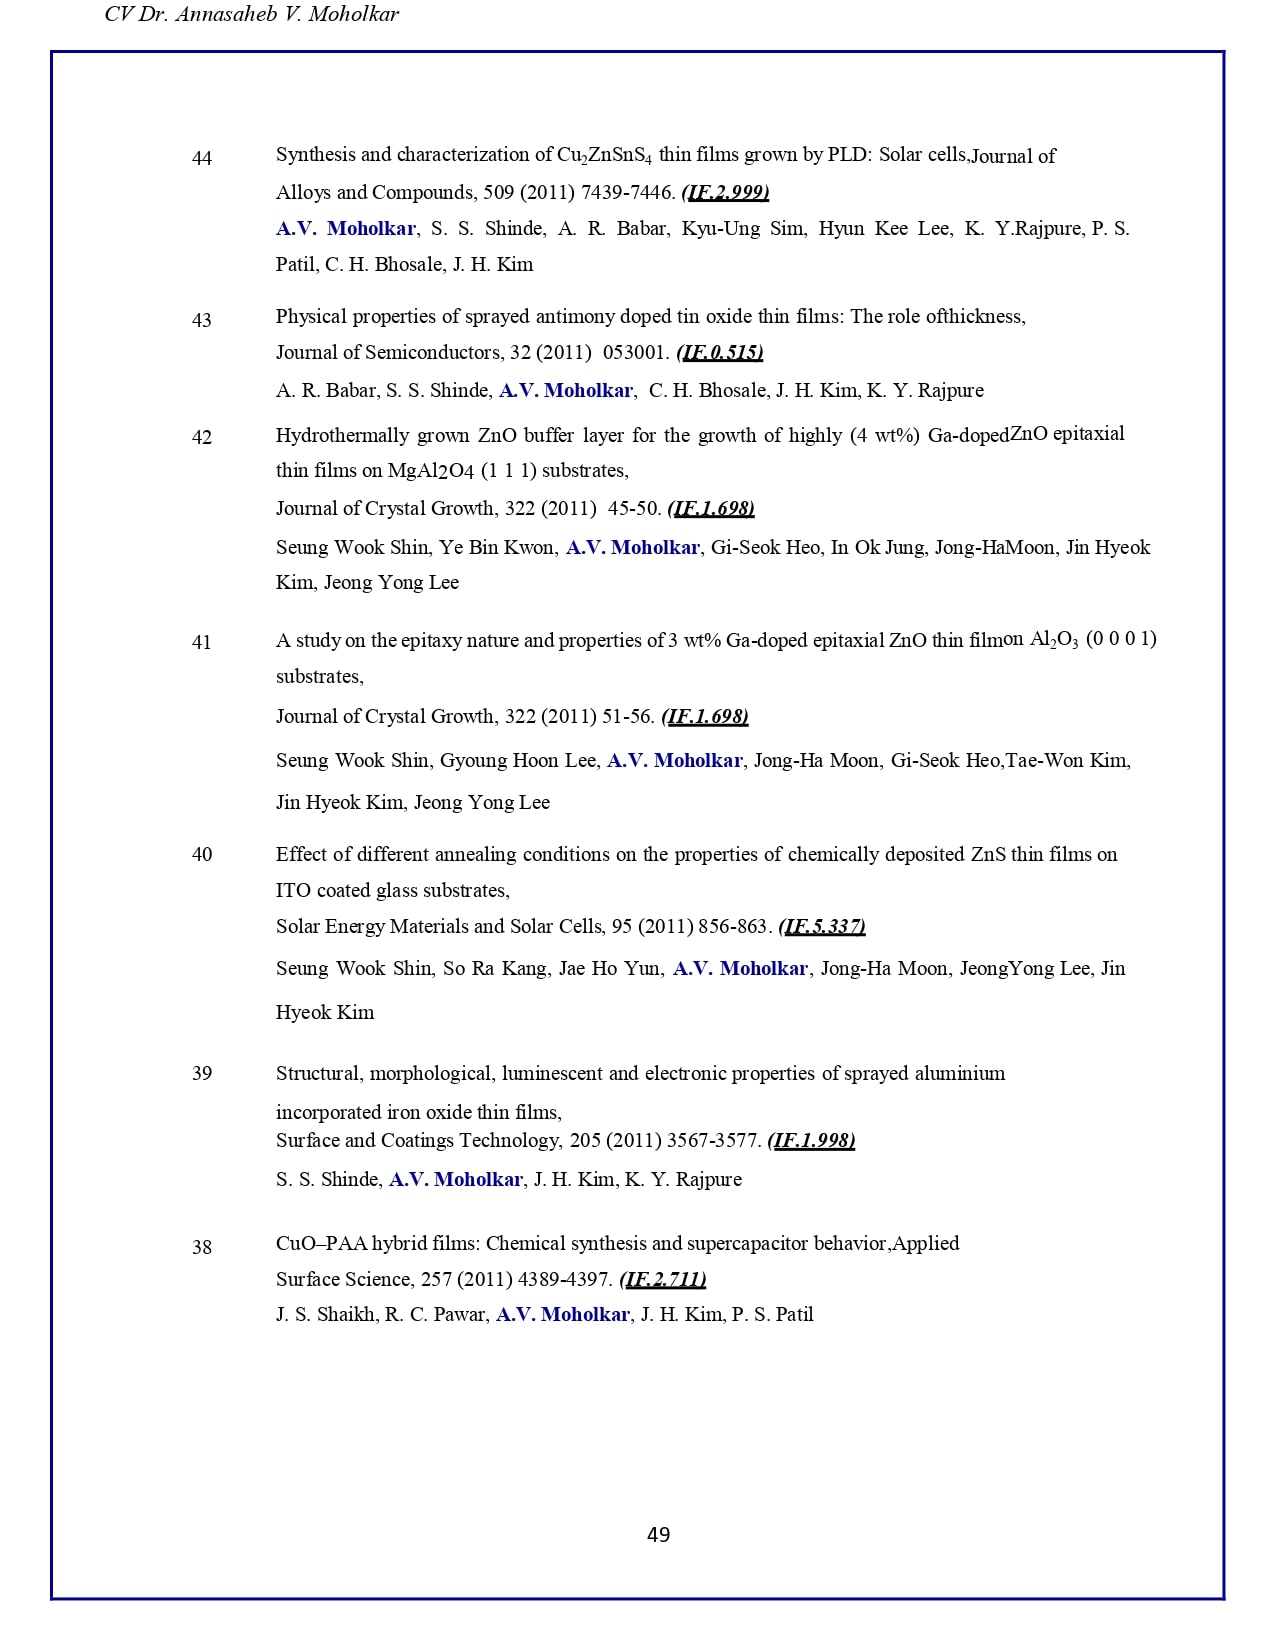 CV Dr. Annasaheb V. Moholkar
44 Synthesis and characterization of Cu₂ZnSnS₄ thin films grown by PLD: Solar cells,Journal of
Alloys and Compounds, 509 (2011) 7439-7446. (IF.2.999)
A.V. Moholkar, S. S. Shinde, A. R. Babar, Kyu-Ung Sim, Hyun Kee Lee, K. Y.Rajpure, P. S.
Patil, C. H. Bhosale, J. H. Kim
43 Physical properties of sprayed antimony doped tin oxide thin films: The role ofthickness,
Journal of Semiconductors, 32 (2011) 053001. (IF.0.515)
A. R. Babar, S. S. Shinde, A.V. Moholkar, C. H. Bhosale, J. H. Kim, K. Y. Rajpure
42 Hydrothermally grown ZnO buffer layer for the growth of highly (4 wt%) Ga-dopedZnO epitaxial
thin films on MgAl2O4 (1 1 1) substrates,
Journal of Crystal Growth, 322 (2011) 45-50. (IF.1.698)
Seung Wook Shin, Ye Bin Kwon, A.V. Moholkar, Gi-Seok Heo, In Ok Jung, Jong-HaMoon, Jin Hyeok
Kim, Jeong Yong Lee
41 A study on the epitaxy nature and properties of 3 wt% Ga-doped epitaxial ZnO thin filmon Al₂O₃ (0 0 0 1)
substrates,
Journal of Crystal Growth, 322 (2011) 51-56. (IF.1.698)
Seung Wook Shin, Gyoung Hoon Lee, A.V. Moholkar, Jong-Ha Moon, Gi-Seok Heo,Tae-Won Kim,
Jin Hyeok Kim, Jeong Yong Lee
40 Effect of different annealing conditions on the properties of chemically deposited ZnS thin films on
ITO coated glass substrates,
Solar Energy Materials and Solar Cells, 95 (2011) 856-863. (IF.5.337)
Seung Wook Shin, So Ra Kang, Jae Ho Yun, A.V. Moholkar, Jong-Ha Moon, JeongYong Lee, Jin
Hyeok Kim
39 Structural, morphological, luminescent and electronic properties of sprayed aluminium
incorporated iron oxide thin films,
Surface and Coatings Technology, 205 (2011) 3567-3577. (IF.1.998)
S. S. Shinde, A.V. Moholkar, J. H. Kim, K. Y. Rajpure
38 CuO–PAA hybrid films: Chemical synthesis and supercapacitor behavior,Applied
Surface Science, 257 (2011) 4389-4397. (IF.2.711)
J. S. Shaikh, R. C. Pawar, A.V. Moholkar, J. H. Kim, P. S. Patil
49